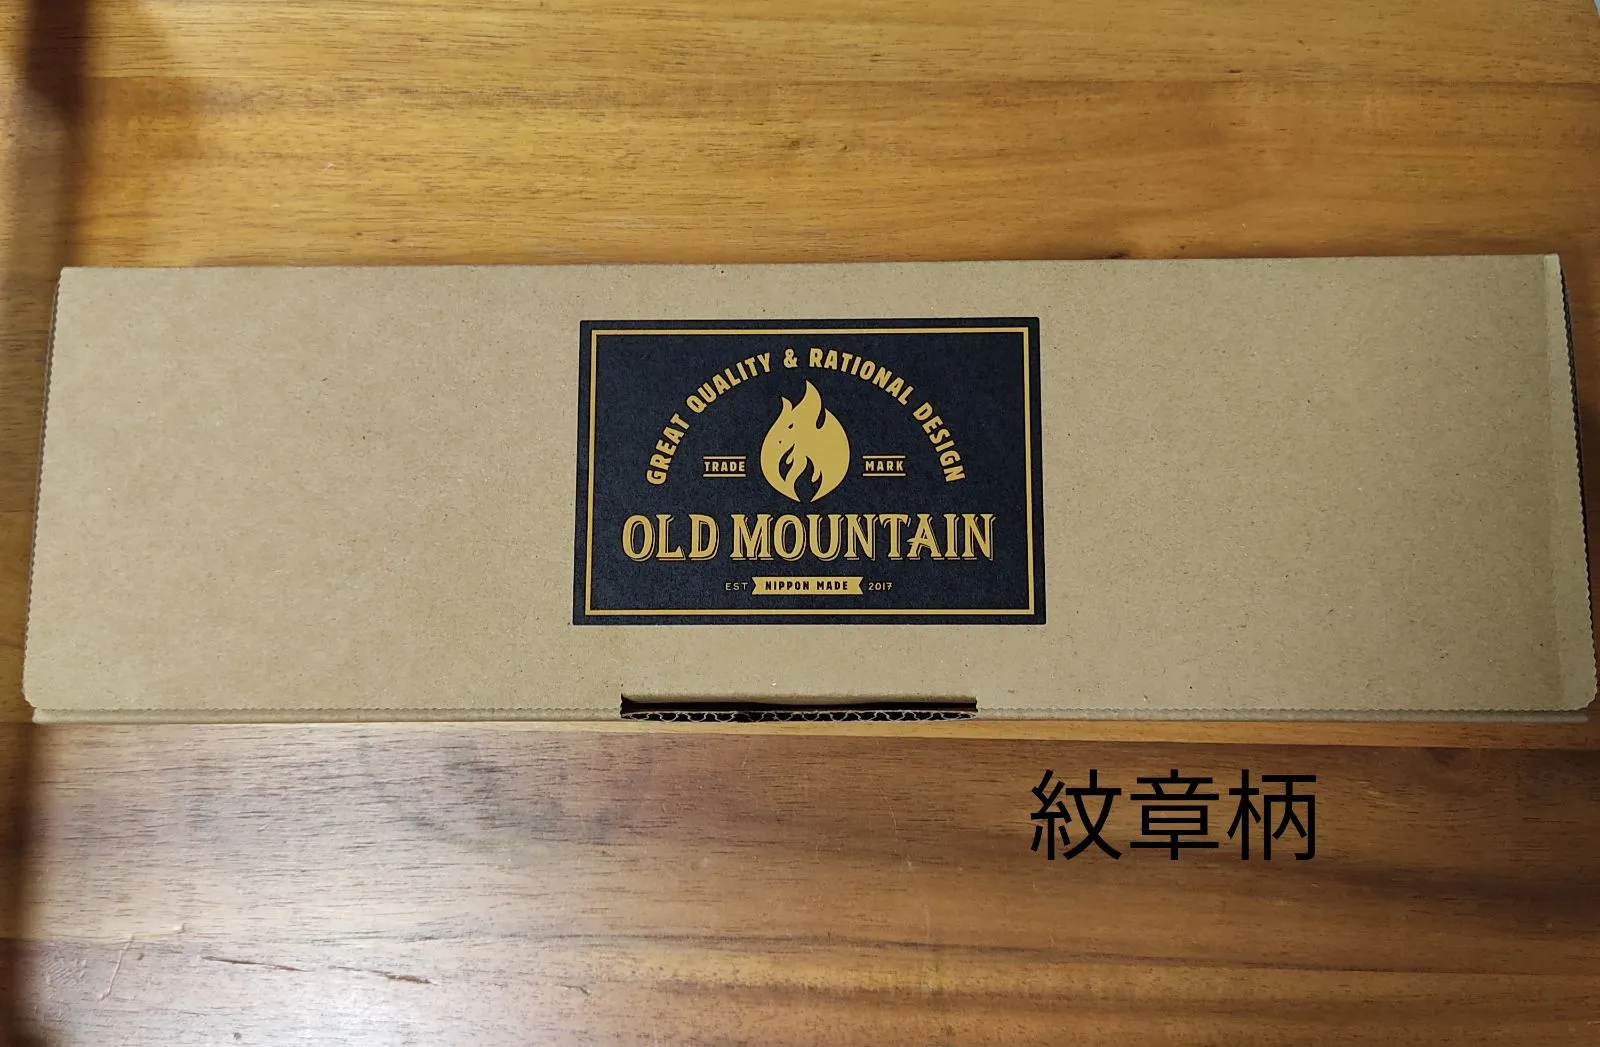 GREAT QUALITY & RATIONAL DESIGN
TRADE MARK
OLD MOUNTAIN
EST NIPPON MADE 2017
紋章柄